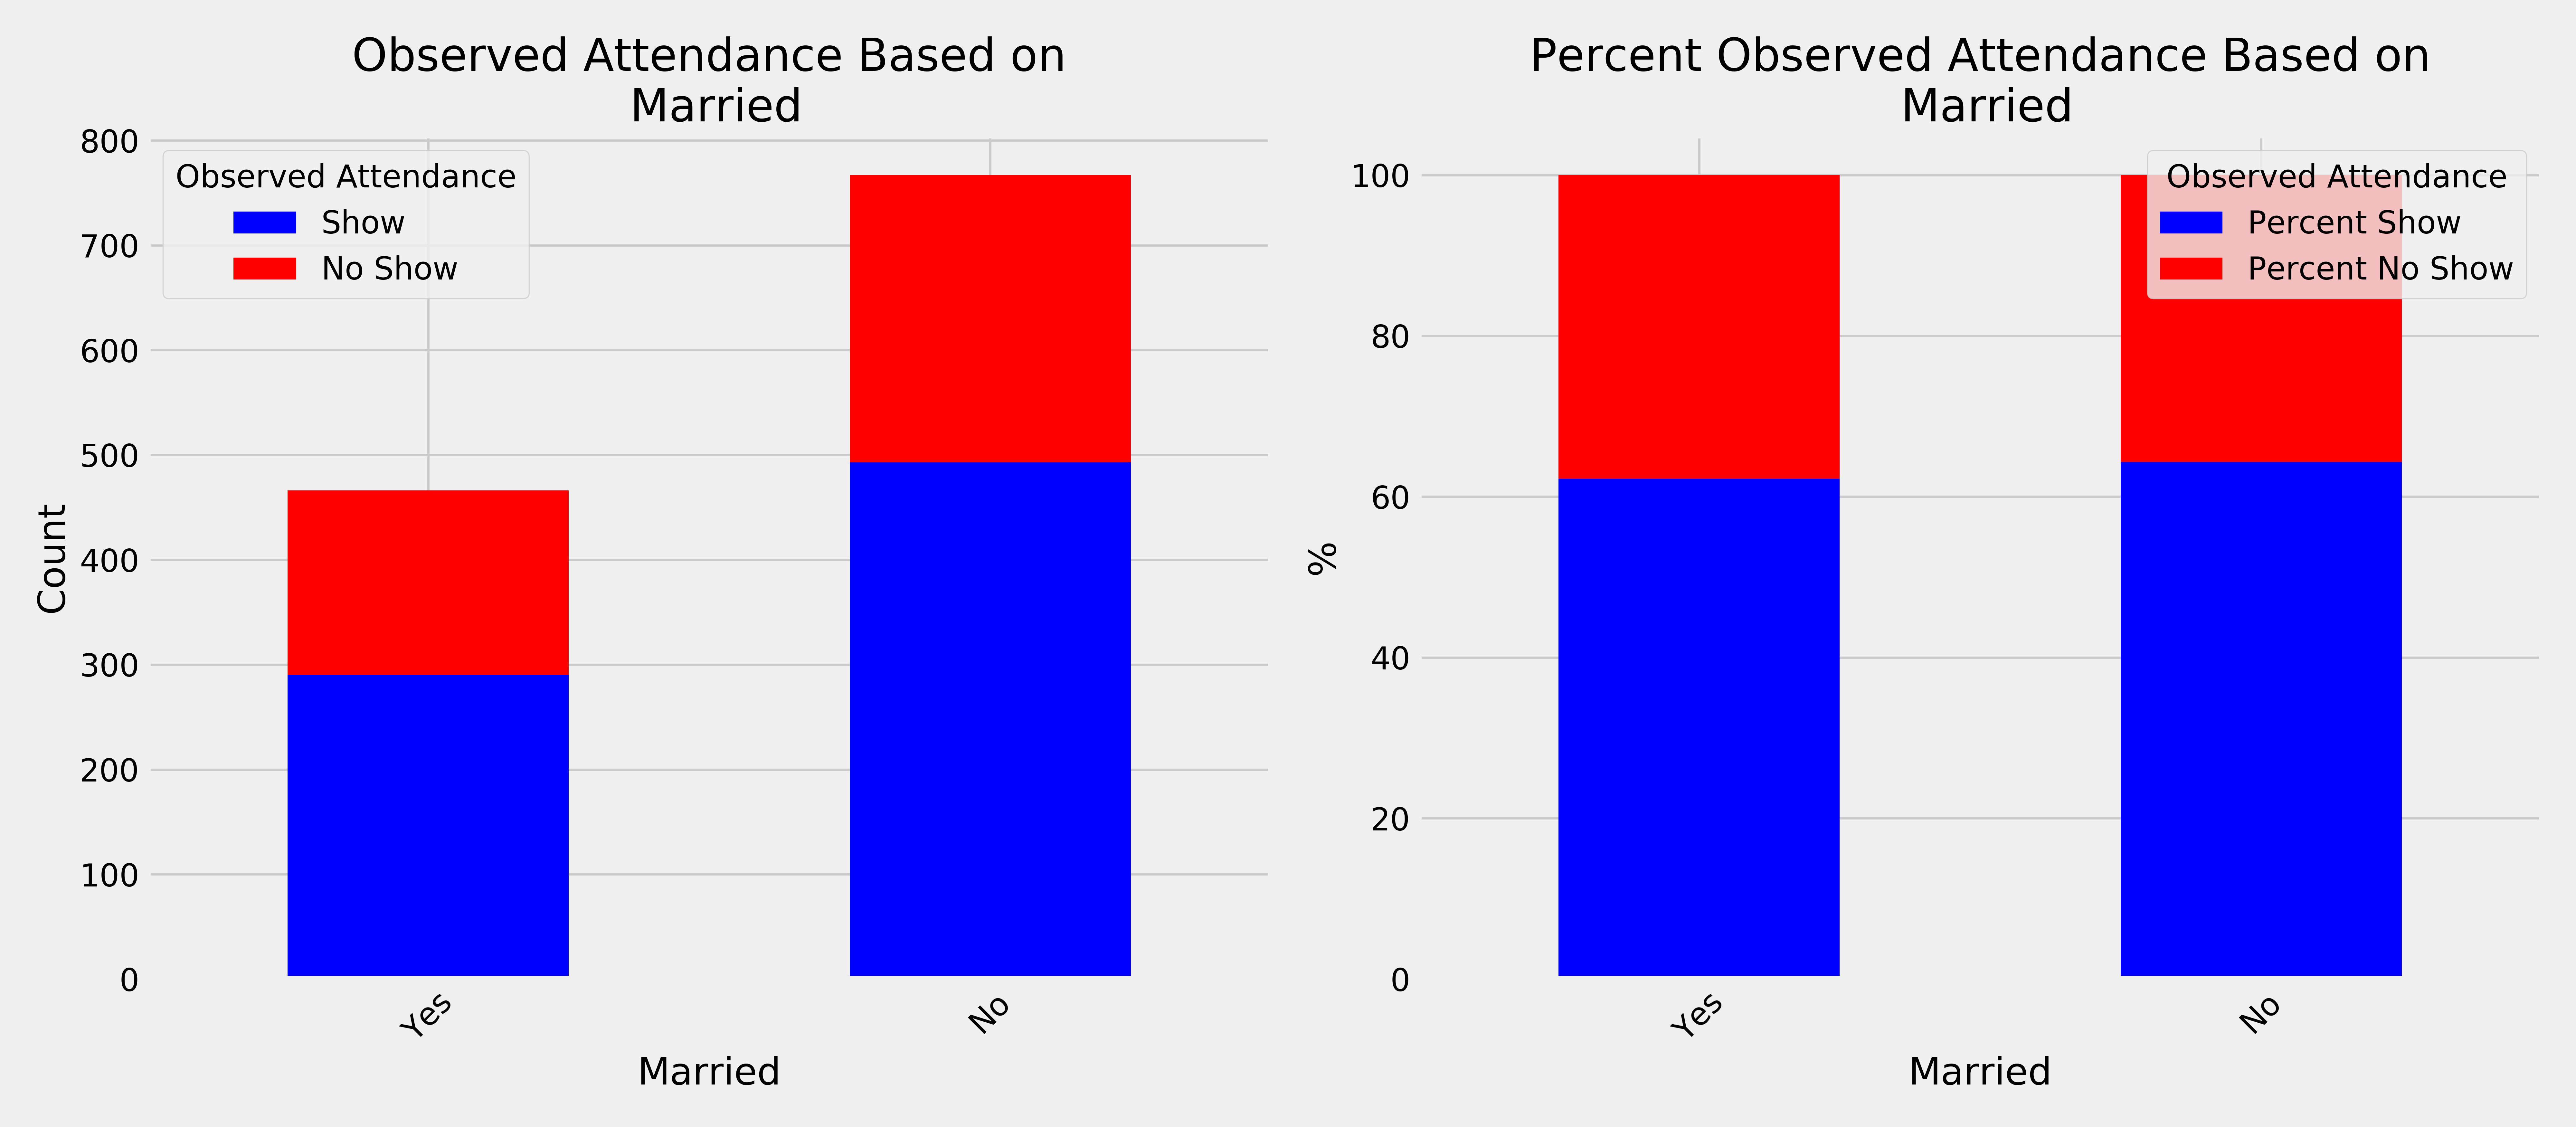 Observed Attendance Based on
Married
800
700
600
500
400
300
200
100
0
Count
Observed Attendance
Show
No Show
Yes
No
Married
Percent Observed Attendance Based on
Married
100
80
60
40
20
0
%
Observed Attendance
Percent Show
Percent No Show
Yes
No
Married